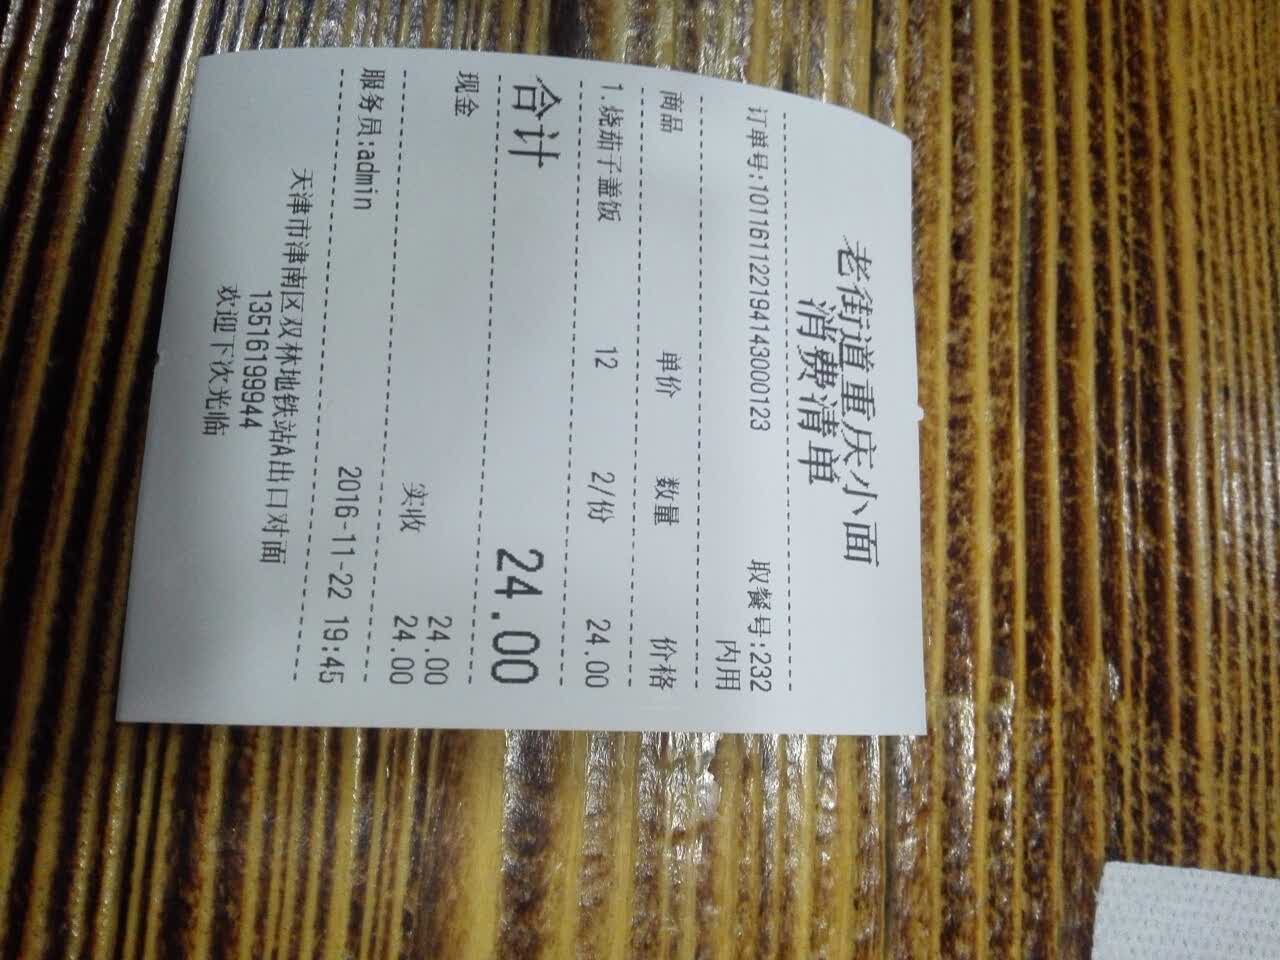 老街道重庆小面
消费清单
订单号:101161122194143000123 取餐号:232
内用
商品 单价 数量 价格
1.烧茄子盖饭 12 2/份 24.00
合计 24.00
现金 24.00
实收 24.00
服务员:admin 2016-11-22 19:45
天津市津南区双林地铁站A出口对面
13516199944
欢迎下次光临